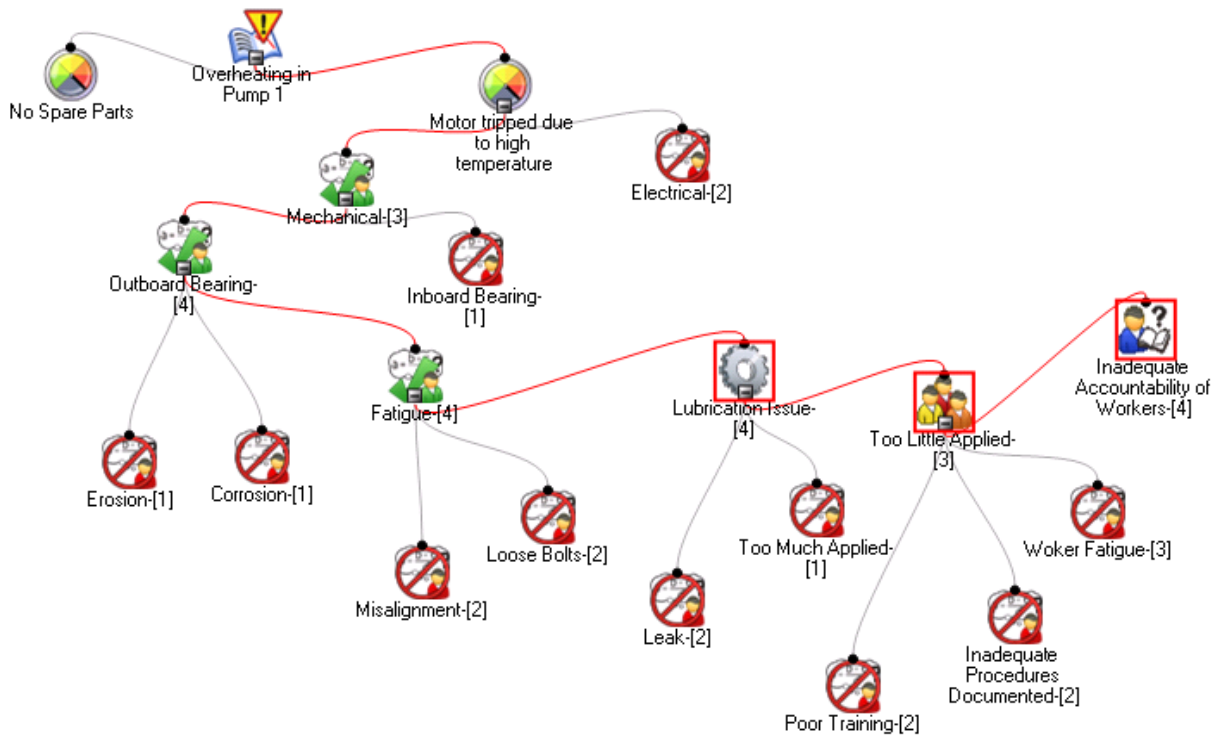 Overheating in
Pump 1
No Spare Parts
Motor tripped due
to high
temperature
Electrical-[2]
Mechanical-[3]
Outboard Bearing-
[4]
Inboard Bearing-
[1]
Inadequate
Accountability of
Workers-[4]
Fatigue-[4]
Lubrication Issue-
[4]
Too Little Applied-
[3]
Erosion-[1]
Corrosion-[1]
Loose Bolts-[2]
Too Much Applied-
[1]
Woker Fatigue-[3]
Misalignment-[2]
Leak-[2]
Inadequate
Procedures
Documented-[2]
Poor Training-[2]